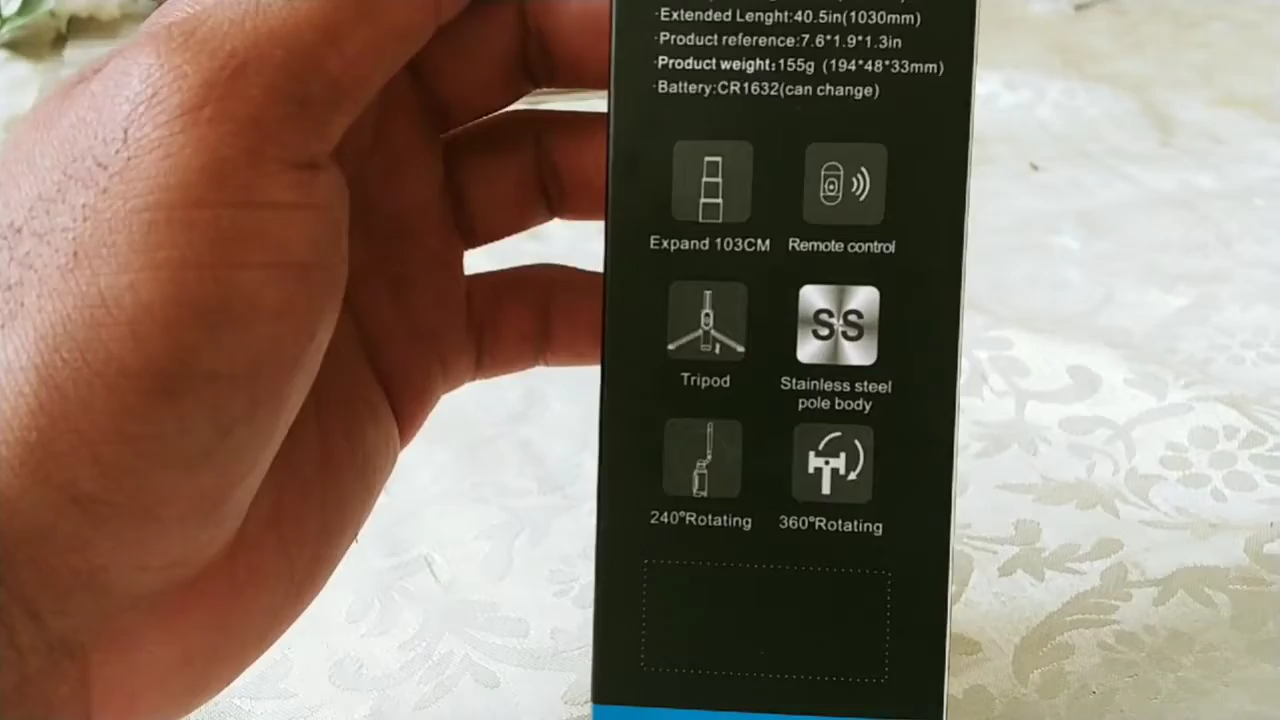 ·Extended Lenght:40.5in(1030mm)
·Product reference:7.6*1.9*1.3in
·Product weight:155g (194*48*33mm)
·Battery:CR1632(can change)
Expand 103CM
Remote control
Tripod
SS
Stainless steel
pole body
240°Rotating
360°Rotating